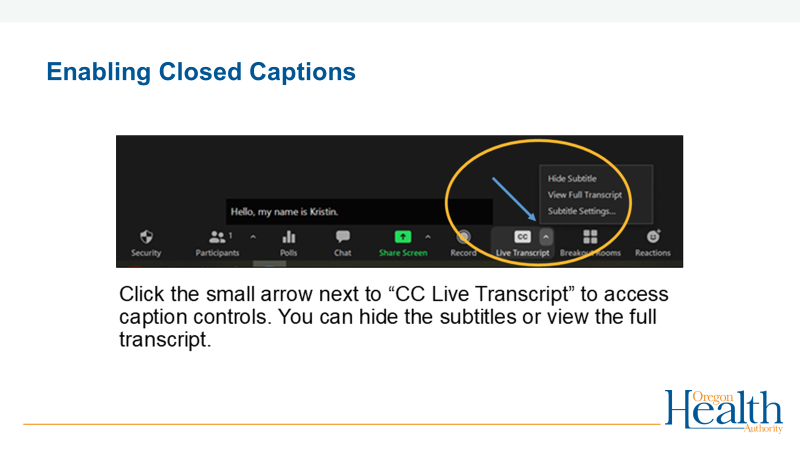 Enabling Closed Captions
Hide Subtitle
View Full Transcript
Subtitle Settings...
Hello, my name is Kristin.
1
CC
Security
Participants
Polls
Chat
Share Screen
Record
Live Transcript
Breakout Rooms
Reactions
Click the small arrow next to “CC Live Transcript” to access
caption controls. You can hide the subtitles or view the full
transcript.
Oregon
Health
Authority